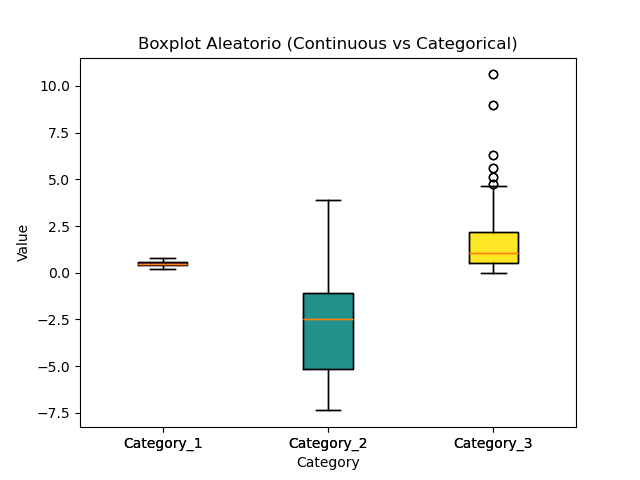 Boxplot Aleatorio (Continuous vs Categorical)
10.0
7.5
5.0
2.5
0.0
−2.5
−5.0
−7.5
Value
Category_1 Category_2 Category_3
Category